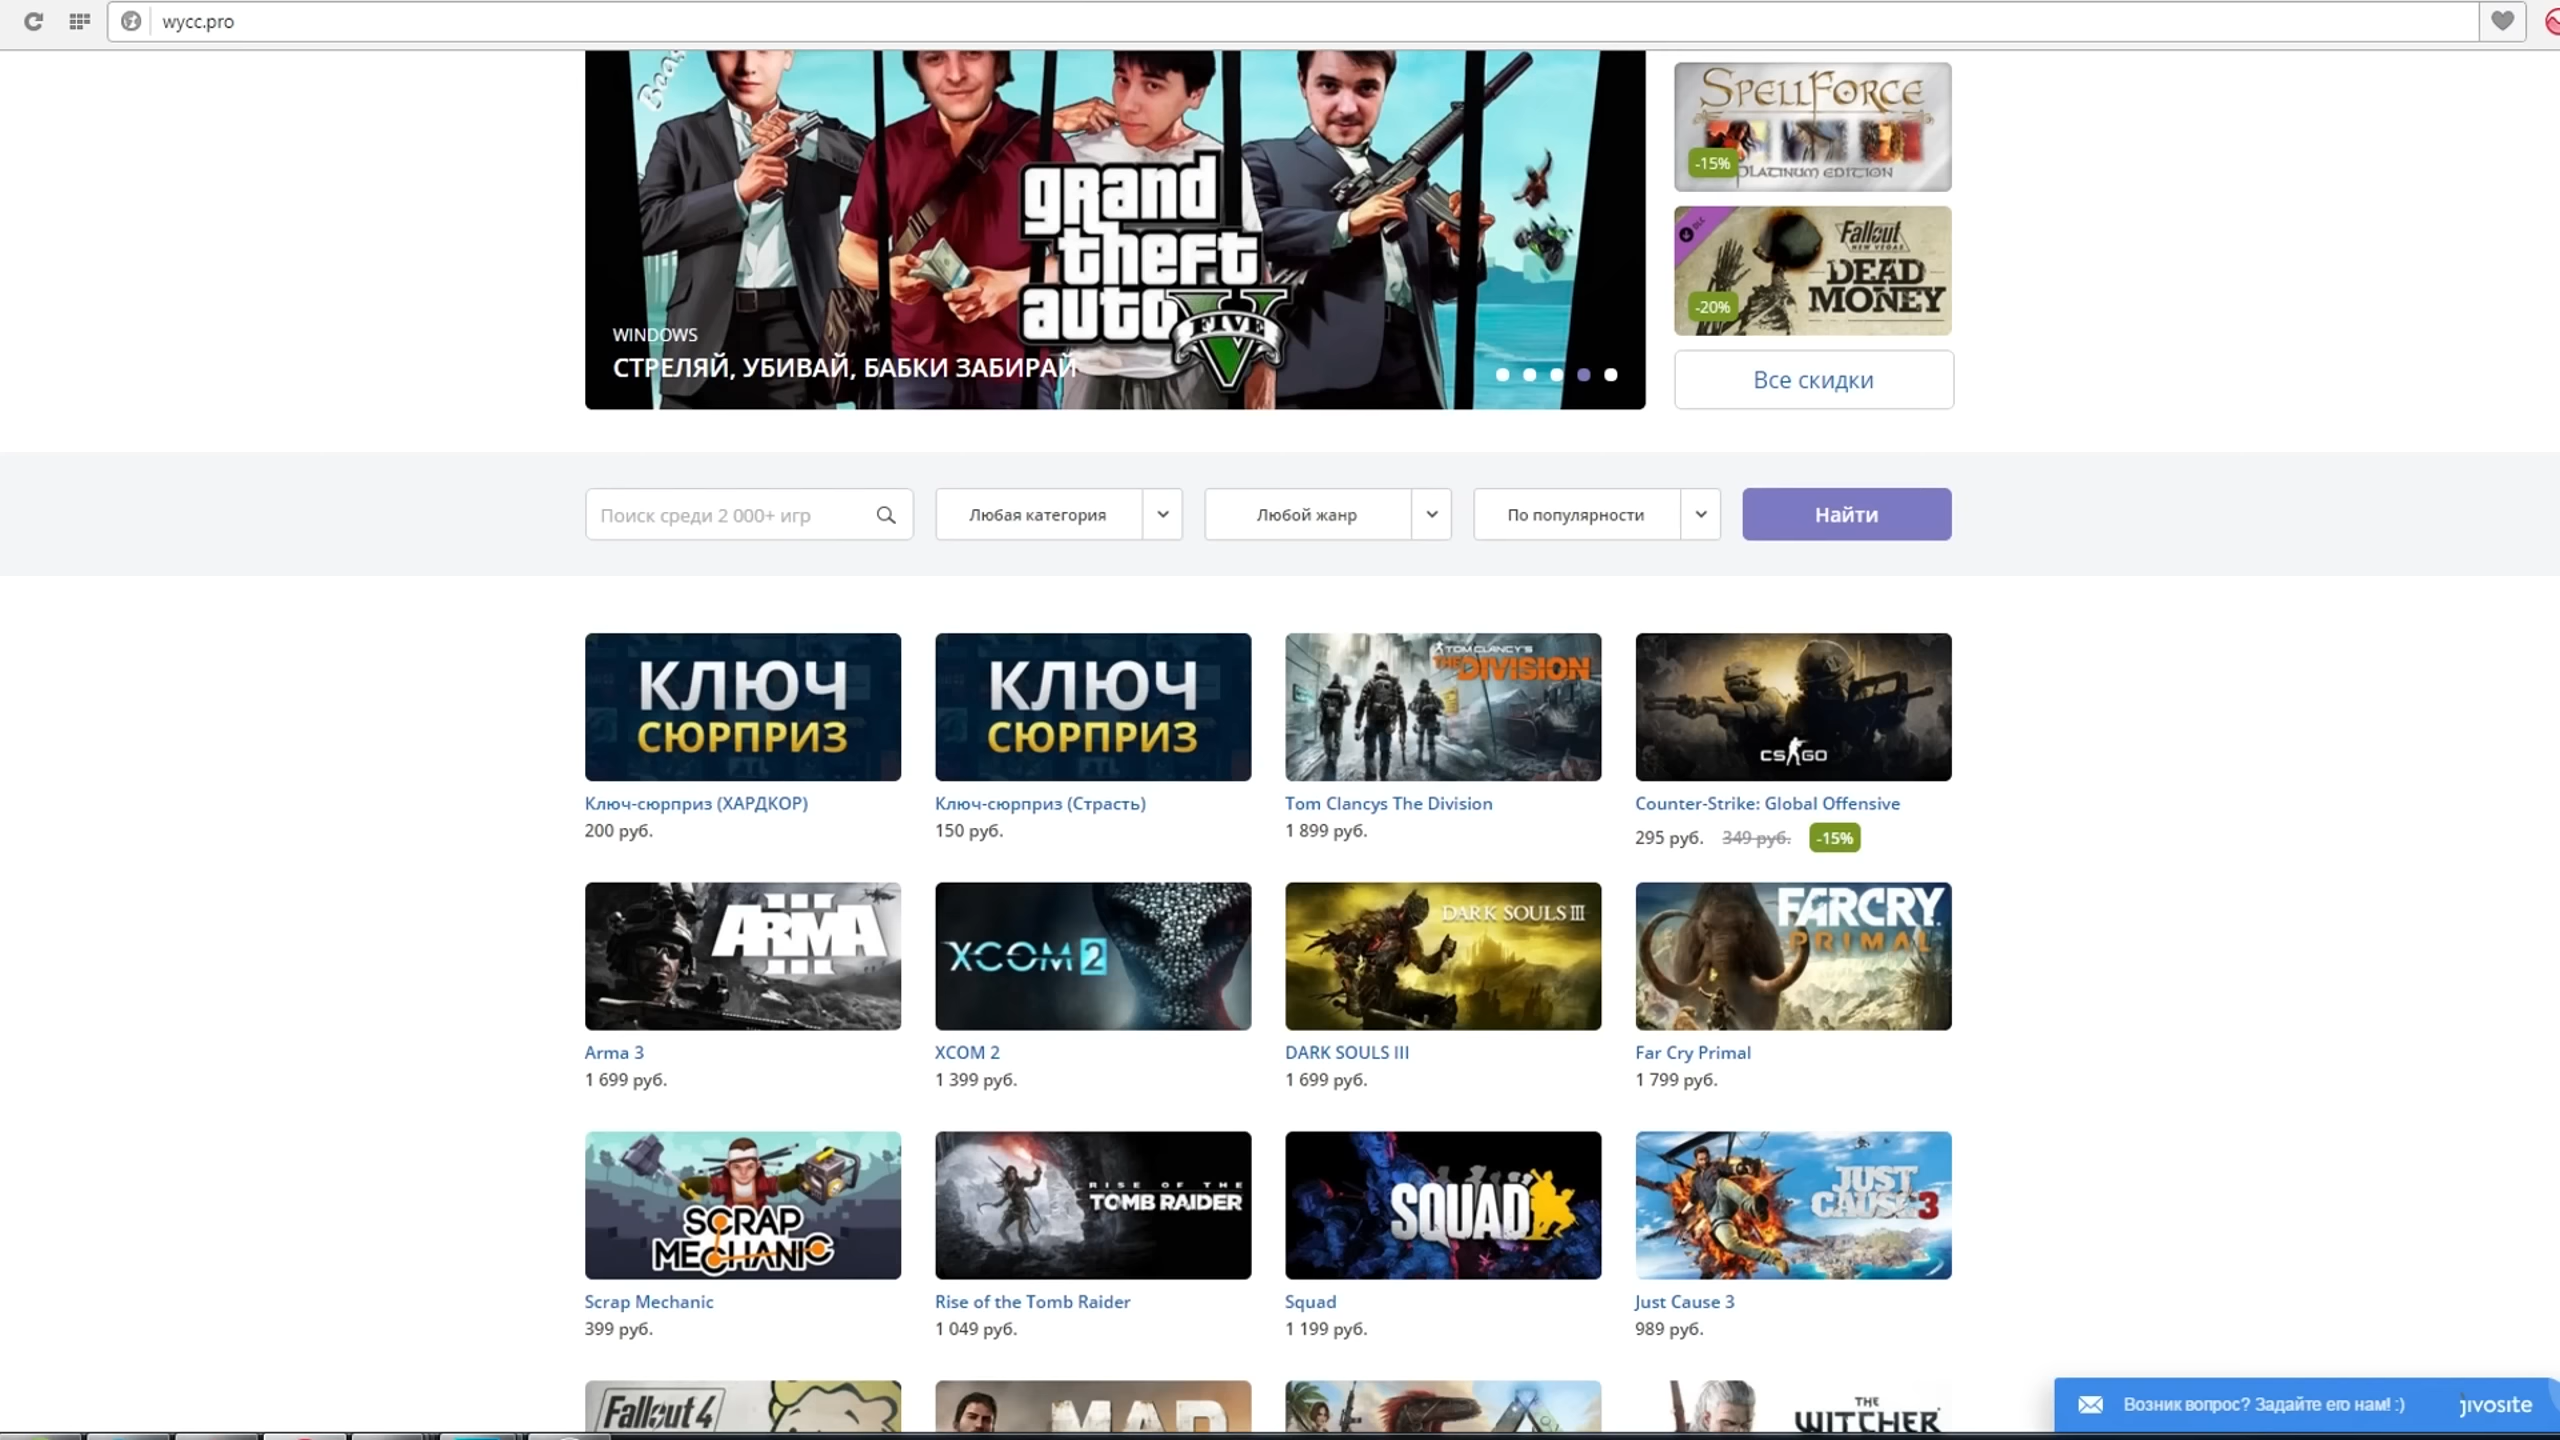 wycc.pro
grand
theft
auto
FIVE
WINDOWS
СТРЕЛЯЙ, УБИВАЙ, БАБКИ ЗАБИРАЙ
SPELLFORCE
-15%
PLATINUM EDITION
DLC
Fallout
NEW VEGAS
DEAD
MONEY
-20%
Все скидки
Поиск среди 2 000+ игр
Любая категория
Любой жанр
По популярности
Найти
КЛЮЧ
СЮРПРИЗ
КЛЮЧ
СЮРПРИЗ
TOM CLANCY'S
THE DIVISION
CS GO
Ключ-сюрприз (ХАРДКОР)
200 руб.
Ключ-сюрприз (Страсть)
150 руб.
Tom Clancys The Division
1 899 руб.
Counter-Strike: Global Offensive
295 руб. 349 руб. -15%
ARMA
III
XCOM 2
DARK SOULS III
FARCRY
PRIMAL
Arma 3
1 699 руб.
XCOM 2
1 399 руб.
DARK SOULS III
1 699 руб.
Far Cry Primal
1 799 руб.
SCRAP
MECHANIC
RISE OF THE
TOMB RAIDER
SQUAD
JUST
CAUSE 3
Scrap Mechanic
399 руб.
Rise of the Tomb Raider
1 049 руб.
Squad
1 199 руб.
Just Cause 3
989 руб.
Fallout 4
MAD
THE
WITCHER
Возник вопрос? Задайте его нам! :)
jivosite